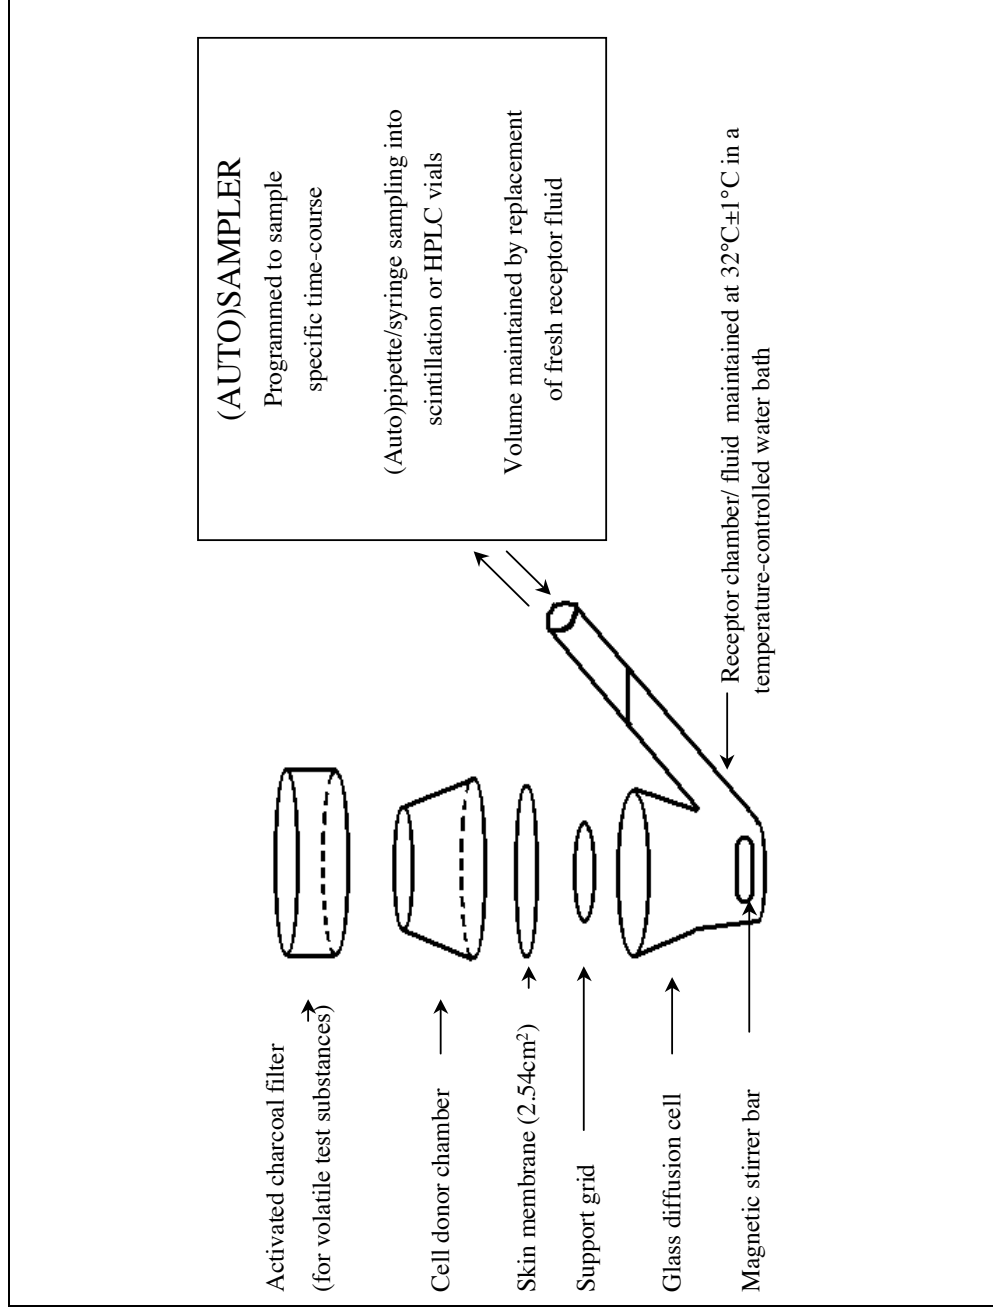 (AUTO)SAMPLER
Programmed to sample
specific time-course
(Auto)pipette/syringe sampling into
scintillation or HPLC vials
Volume maintained by replacement
of fresh receptor fluid
Activated charcoal filter
(for volatile test substances)
Cell donor chamber
Skin membrane (2.54cm²)
Support grid
Glass diffusion cell
Magnetic stirrer bar
Receptor chamber/ fluid maintained at 32°C±1°C in a
temperature-controlled water bath